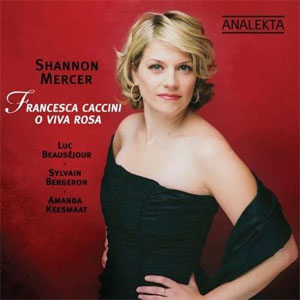 ANALEKTA
SHANNON
MERCER
FRANCESCA CACCINI
O VIVA ROSA
LUC
BEAUSÉJOUR
SYLVAIN
BERGERON
AMANDA
KEESMAAT